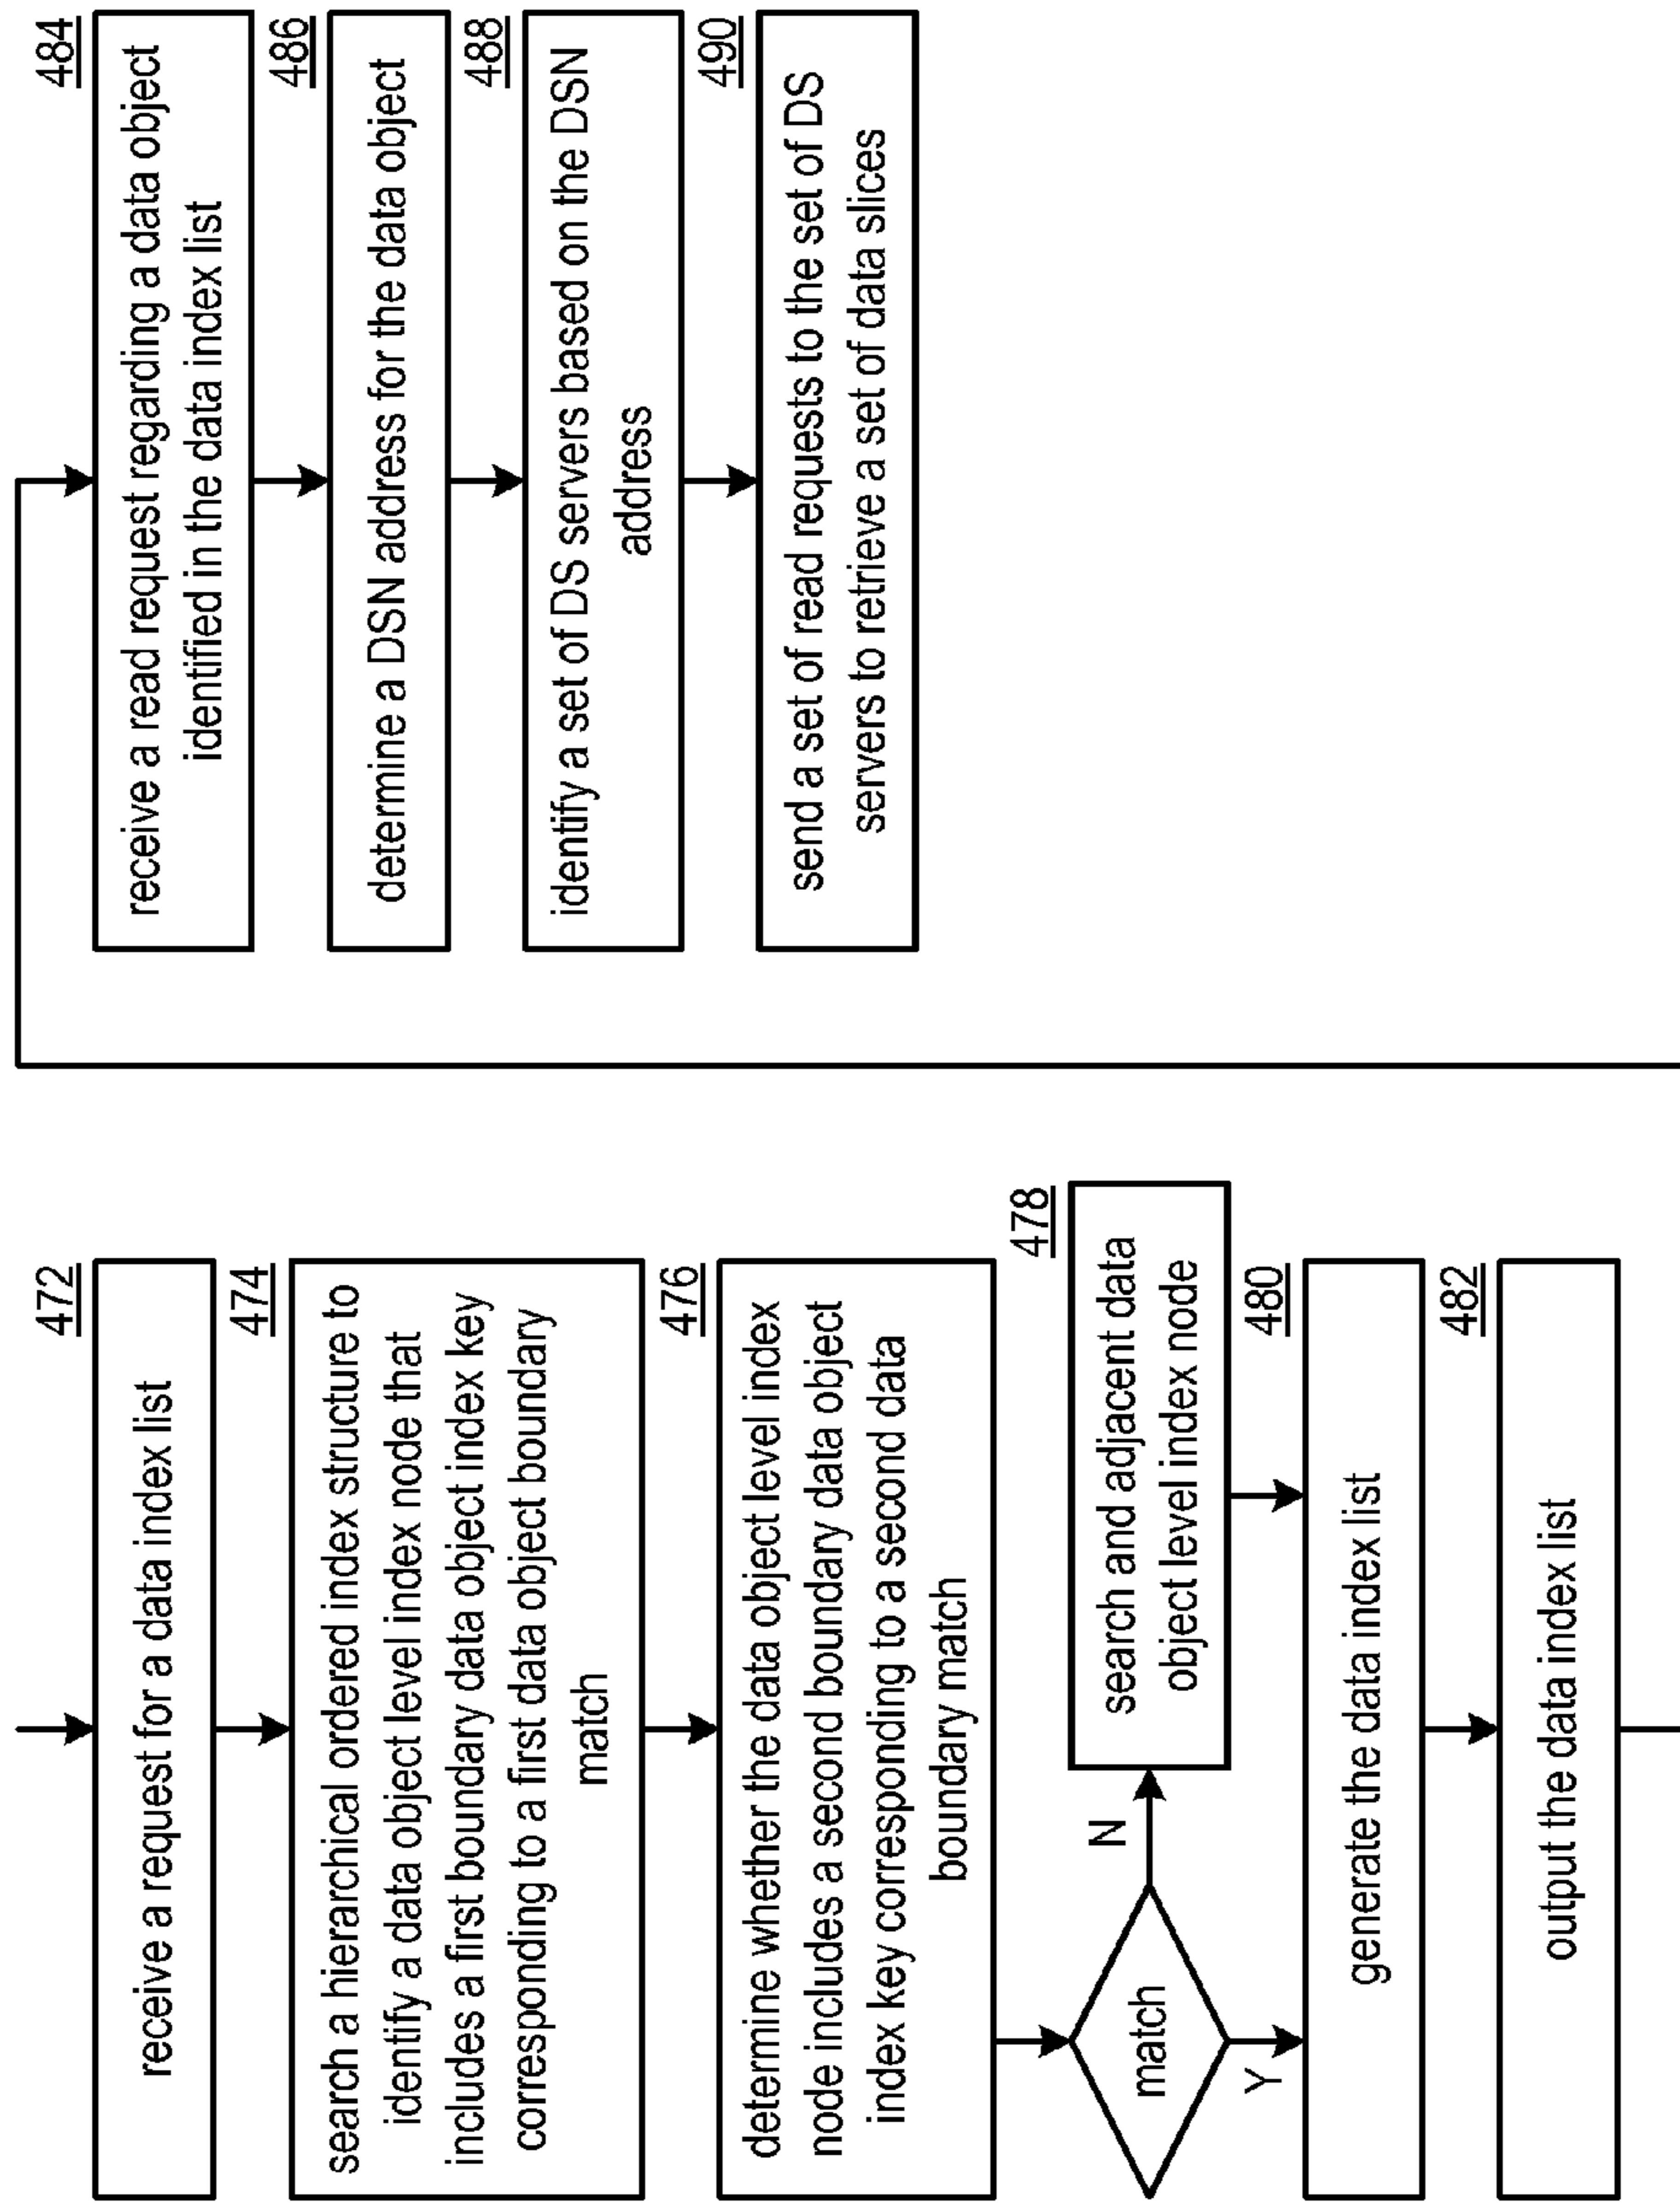 472
receive a request for a data index list
474
search a hierarchical ordered index structure to
identify a data object level index node that
includes a first boundary data object index key
corresponding to a first data object boundary
match
476
determine whether the data object level index
node includes a second boundary data object
index key corresponding to a second data
boundary match
match
N
Y
478
search and adjacent data
object level index node
480
generate the data index list
482
output the data index list
484
receive a read request regarding a data object
identified in the data index list
486
determine a DSN address for the data object
488
identify a set of DS servers based on the DSN
address
490
send a set of read requests to the set of DS
servers to retrieve a set of data slices